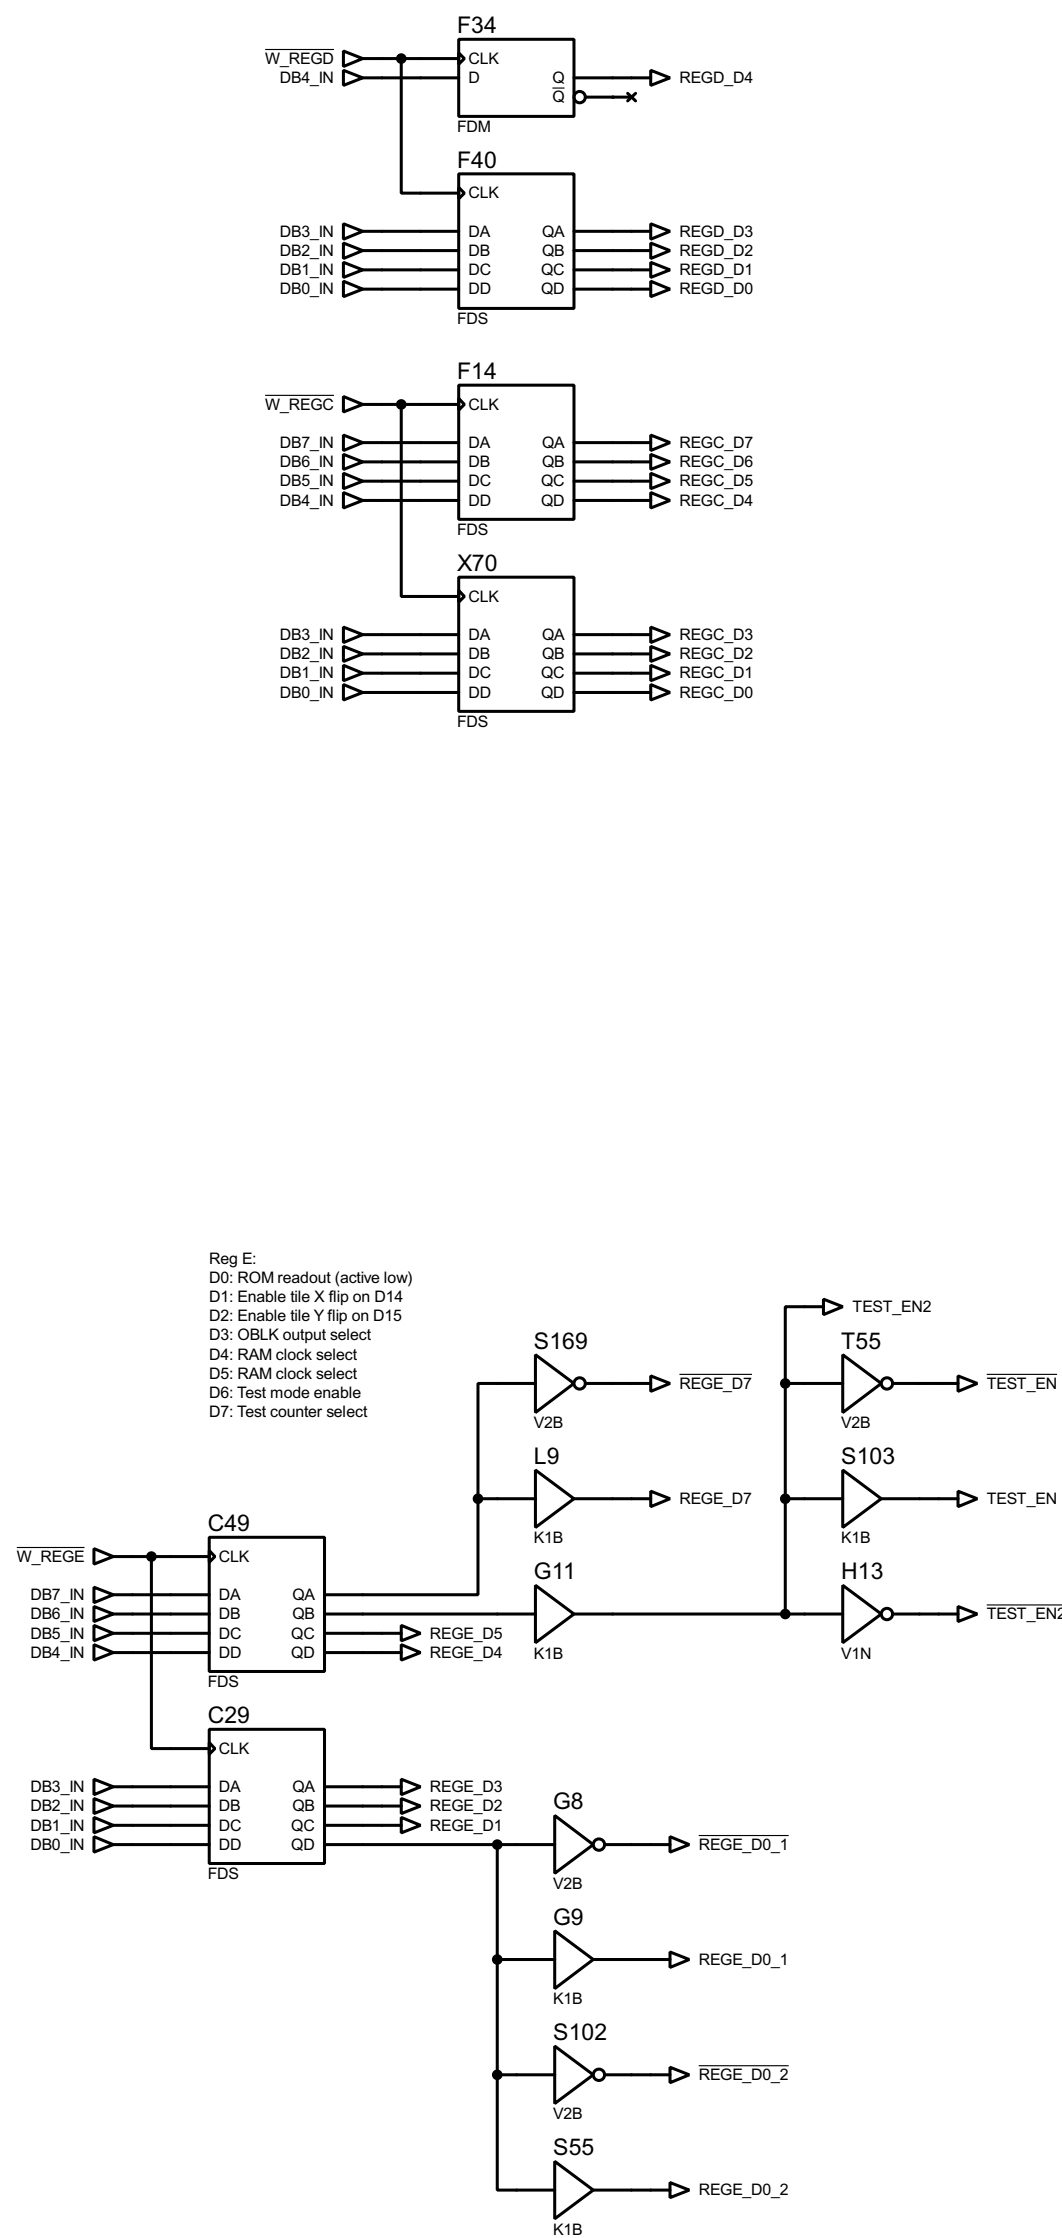 F34
W_REGD
CLK
DB4_IN
D
Q
REGD_D4
Q
FDM
F40
CLK
DB3_IN DA QA REGD_D3
DB2_IN DB QB REGD_D2
DB1_IN DC QC REGD_D1
DB0_IN DD QD REGD_D0
FDS
F14
W_REGC CLK
DB7_IN DA QA REGC_D7
DB6_IN DB QB REGC_D6
DB5_IN DC QC REGC_D5
DB4_IN DD QD REGC_D4
FDS
X70
CLK
DB3_IN DA QA REGC_D3
DB2_IN DB QB REGC_D2
DB1_IN DC QC REGC_D1
DB0_IN DD QD REGC_D0
FDS
Reg E:
D0: ROM readout (active low)
D1: Enable tile X flip on D14
D2: Enable tile Y flip on D15
D3: OBLK output select
D4: RAM clock select
D5: RAM clock select
D6: Test mode enable
D7: Test counter select
TEST_EN2
S169 T55
REGE_D7 TEST_EN
V2B V2B
L9 S103
REGE_D7 TEST_EN
K1B K1B
C49
W_REGE CLK
G11 H13
DB7_IN DA QA
DB6_IN DB QB TEST_EN2
DB5_IN DC QC REGE_D5
DB4_IN DD QD REGE_D4
K1B V1N
FDS
C29
CLK
DB3_IN DA QA REGE_D3
DB2_IN DB QB REGE_D2
DB1_IN DC QC REGE_D1
DB0_IN DD QD
FDS
G8
REGE_D0_1
V2B
G9
REGE_D0_1
K1B
S102
REGE_D0_2
V2B
S55
REGE_D0_2
K1B